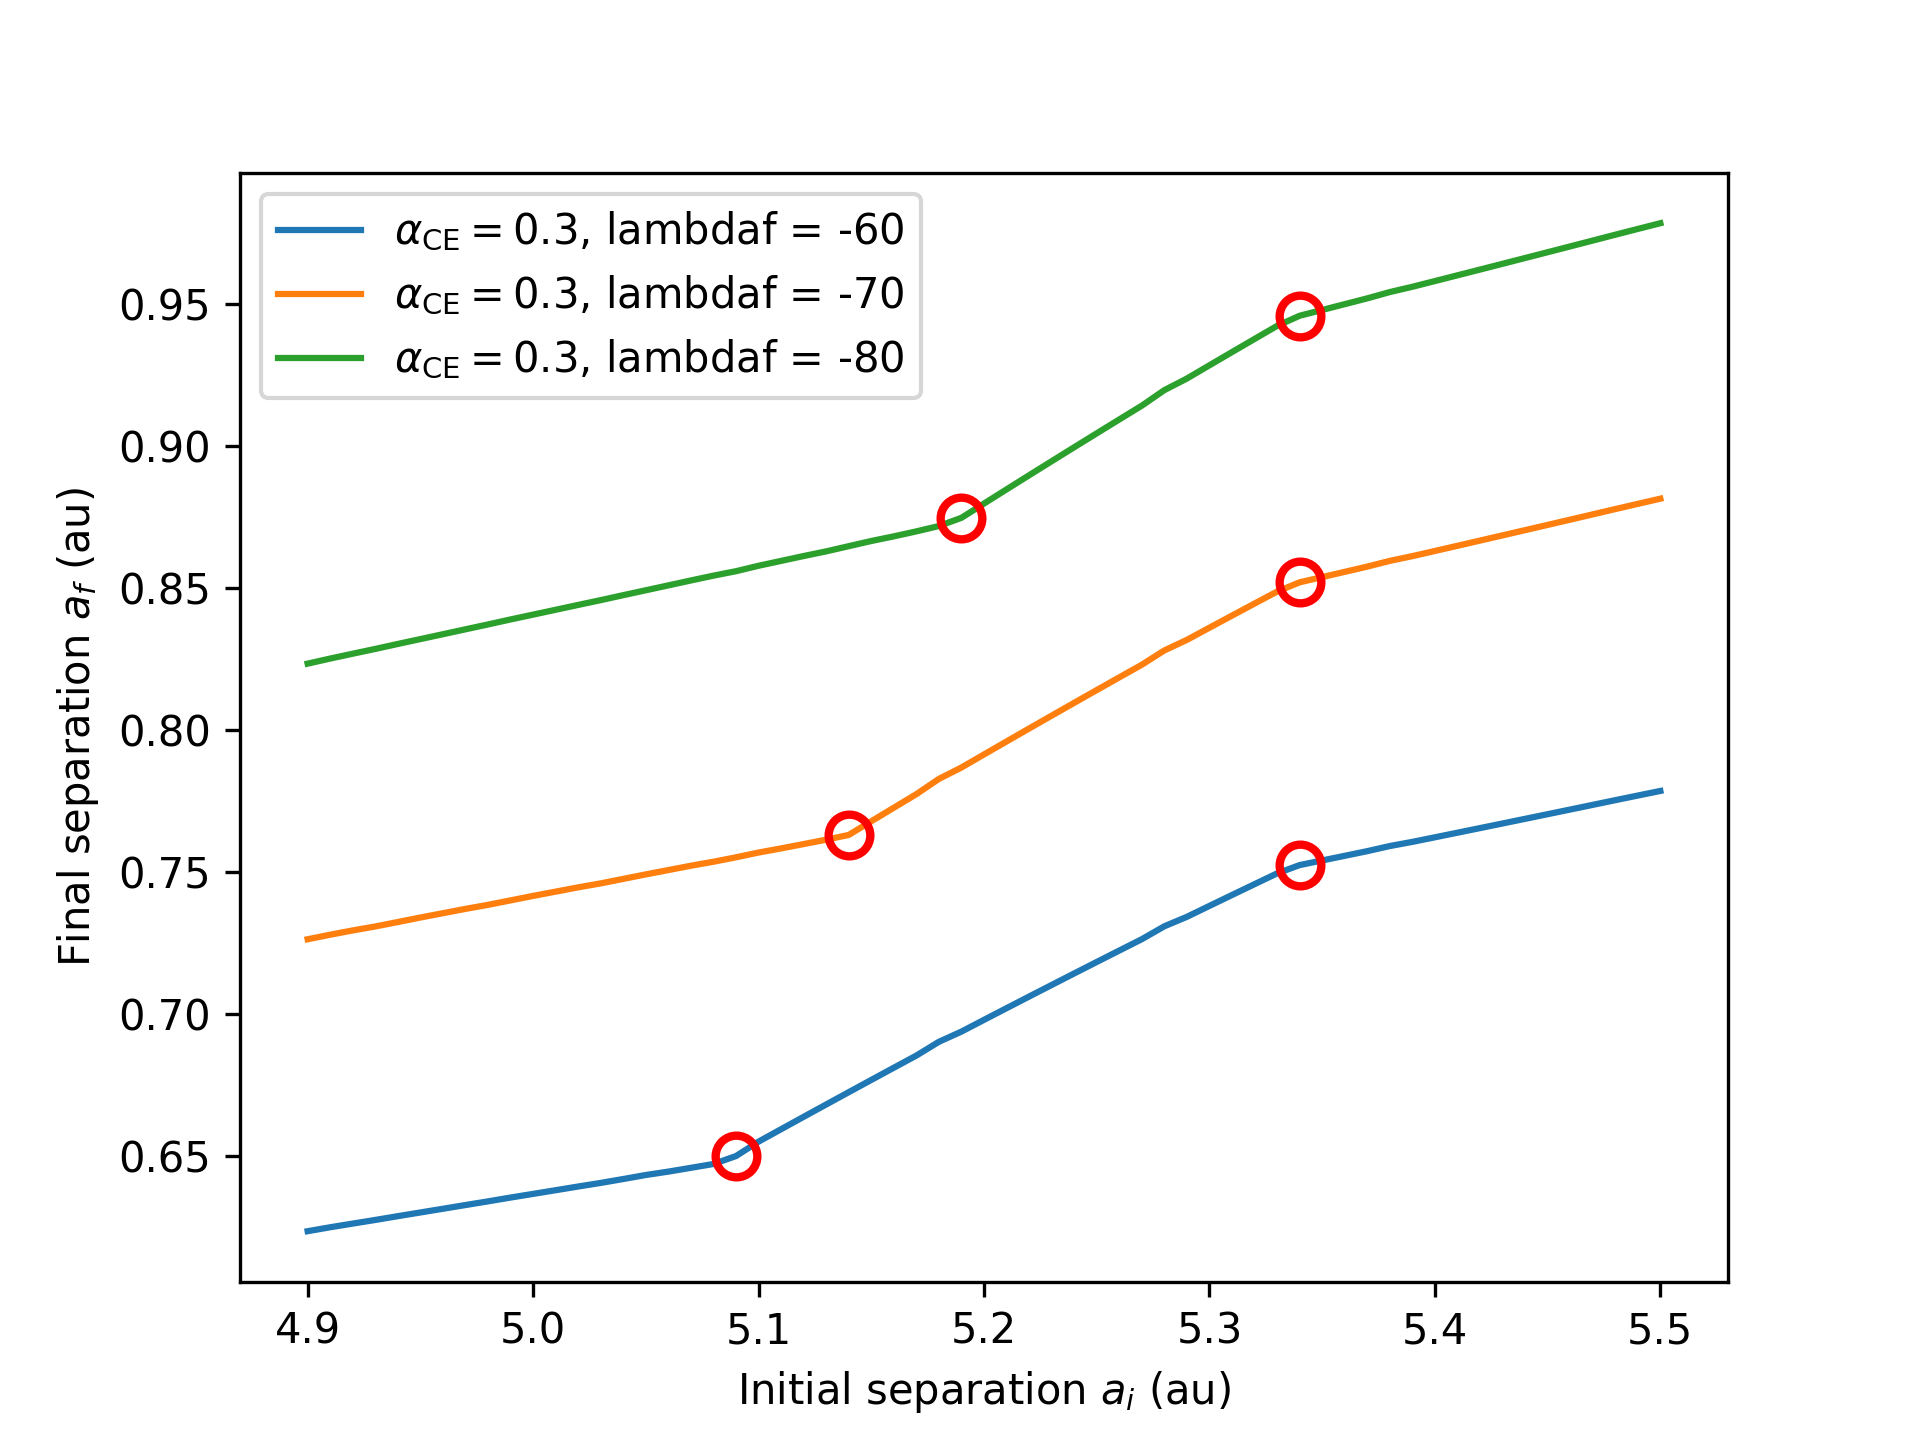 α_CE = 0.3, lambdaf = -60
α_CE = 0.3, lambdaf = -70
α_CE = 0.3, lambdaf = -80
0.95
0.90
0.85
0.80
0.75
0.70
0.65
Final separation a_f (au)
4.9 5.0 5.1 5.2 5.3 5.4 5.5
Initial separation a_i (au)